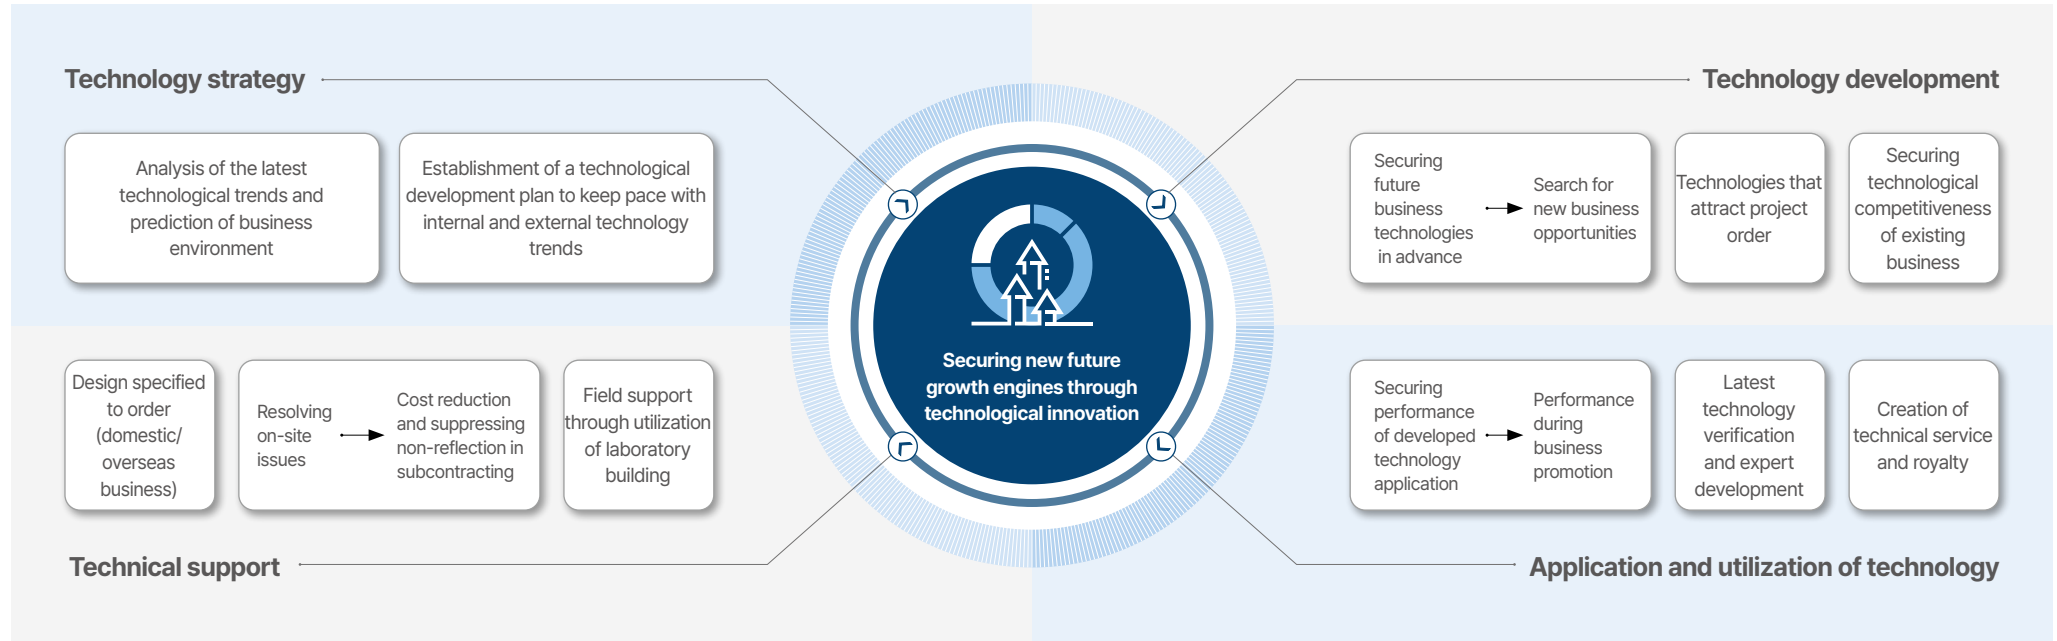 Technology strategy
Analysis of the latest
technological trends and
prediction of business
environment
Establishment of a technological
development plan to keep pace with
internal and external technology
trends
Technology development
Securing
future
business
technologies
in advance
Search for
new business
opportunities
Technologies that
attract project
order
Securing
technological
competitiveness
of existing
business
Securing new future
growth engines through
technological innovation
Design specified
to order
(domestic/
overseas
business)
Resolving
on-site
issues
Cost reduction
and suppressing
non-reflection in
subcontracting
Field support
through utilization
of laboratory
building
Technical support
Securing
performance
of developed
technology
application
Performance
during
business
promotion
Latest
technology
verification
and expert
development
Creation of
technical service
and royalty
Application and utilization of technology